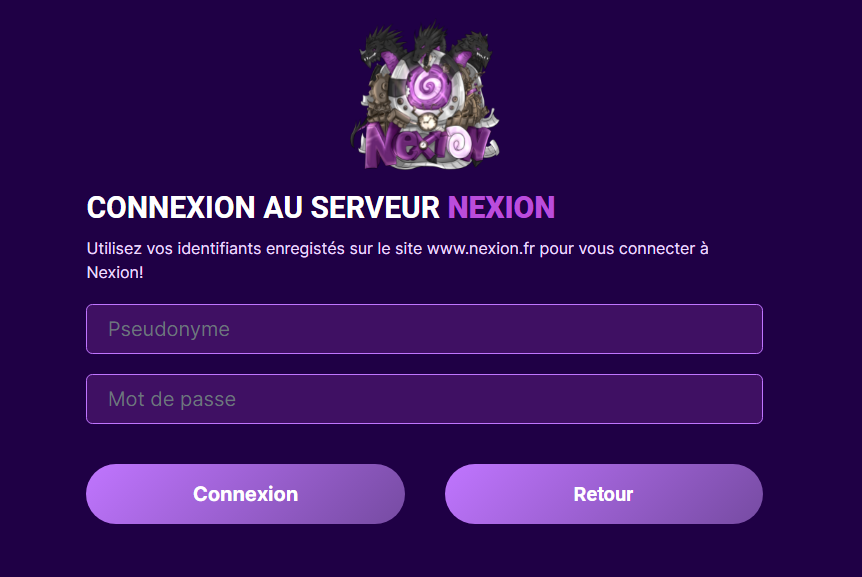 Nexion
CONNEXION AU SERVEUR NEXION
Utilisez vos identifiants enregistés sur le site www.nexion.fr pour vous connecter à
Nexion!
Pseudonyme
Mot de passe
Connexion Retour